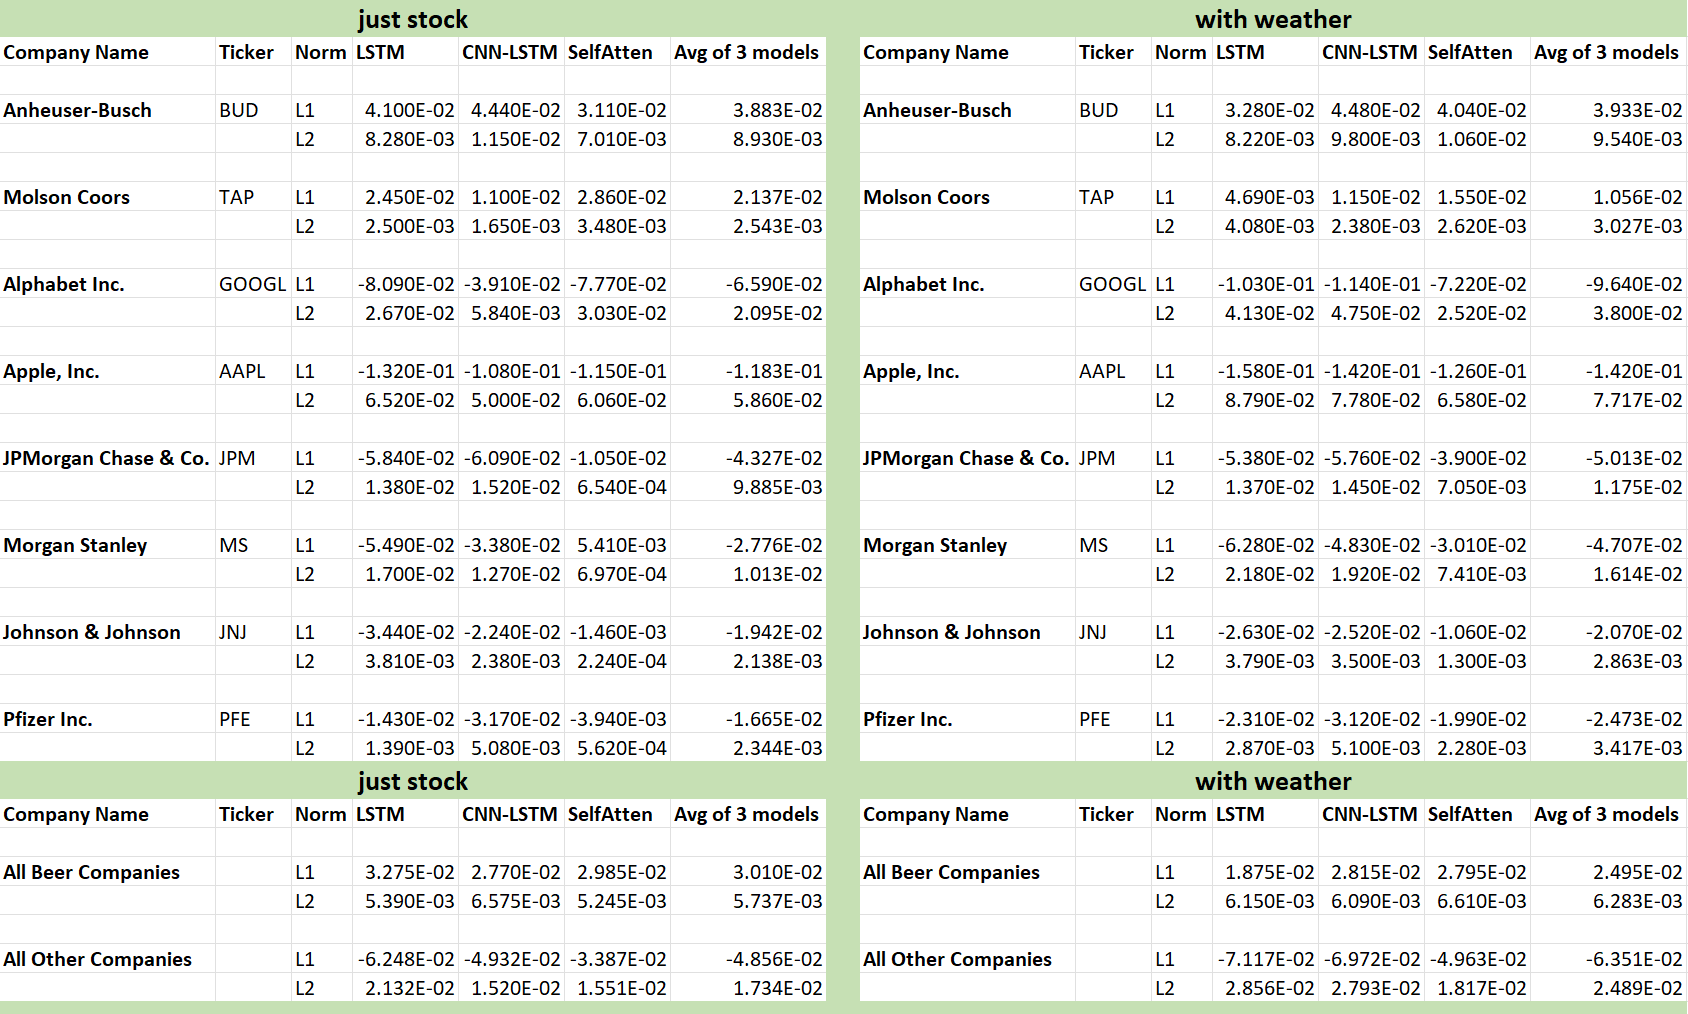 just stock with weather
Company Name Ticker Norm LSTM CNN-LSTM SelfAtten Avg of 3 models Company Name Ticker Norm LSTM CNN-LSTM SelfAtten Avg of 3 models
Anheuser-Busch BUD L1 4.100E-02 4.440E-02 3.110E-02 3.883E-02 Anheuser-Busch BUD L1 3.280E-02 4.480E-02 4.040E-02 3.933E-02
L2 8.280E-03 1.150E-02 7.010E-03 8.930E-03 L2 8.220E-03 9.800E-03 1.060E-02 9.540E-03
Molson Coors TAP L1 2.450E-02 1.100E-02 2.860E-02 2.137E-02 Molson Coors TAP L1 4.690E-03 1.150E-02 1.550E-02 1.056E-02
L2 2.500E-03 1.650E-03 3.480E-03 2.543E-03 L2 4.080E-03 2.380E-03 2.620E-03 3.027E-03
Alphabet Inc. GOOGL L1 -8.090E-02 -3.910E-02 -7.770E-02 -6.590E-02 Alphabet Inc. GOOGL L1 -1.030E-01 -1.140E-01 -7.220E-02 -9.640E-02
L2 2.670E-02 5.840E-03 3.030E-02 2.095E-02 L2 4.130E-02 4.750E-02 2.520E-02 3.800E-02
Apple, Inc. AAPL L1 -1.320E-01 -1.080E-01 -1.150E-01 -1.183E-01 Apple, Inc. AAPL L1 -1.580E-01 -1.420E-01 -1.260E-01 -1.420E-01
L2 6.520E-02 5.000E-02 6.060E-02 5.860E-02 L2 8.790E-02 7.780E-02 6.580E-02 7.717E-02
JPMorgan Chase & Co. JPM L1 -5.840E-02 -6.090E-02 -1.050E-02 -4.327E-02 JPMorgan Chase & Co. JPM L1 -5.380E-02 -5.760E-02 -3.900E-02 -5.013E-02
L2 1.380E-02 1.520E-02 6.540E-04 9.885E-03 L2 1.370E-02 1.450E-02 7.050E-03 1.175E-02
Morgan Stanley MS L1 -5.490E-02 -3.380E-02 5.410E-03 -2.776E-02 Morgan Stanley MS L1 -6.280E-02 -4.830E-02 -3.010E-02 -4.707E-02
L2 1.700E-02 1.270E-02 6.970E-04 1.013E-02 L2 2.180E-02 1.920E-02 7.410E-03 1.614E-02
Johnson & Johnson JNJ L1 -3.440E-02 -2.240E-02 -1.460E-03 -1.942E-02 Johnson & Johnson JNJ L1 -2.630E-02 -2.520E-02 -1.060E-02 -2.070E-02
L2 3.810E-03 2.380E-03 2.240E-04 2.138E-03 L2 3.790E-03 3.500E-03 1.300E-03 2.863E-03
Pfizer Inc. PFE L1 -1.430E-02 -3.170E-02 -3.940E-03 -1.665E-02 Pfizer Inc. PFE L1 -2.310E-02 -3.120E-02 -1.990E-02 -2.473E-02
L2 1.390E-03 5.080E-03 5.620E-04 2.344E-03 L2 2.870E-03 5.100E-03 2.280E-03 3.417E-03
just stock with weather
Company Name Ticker Norm LSTM CNN-LSTM SelfAtten Avg of 3 models Company Name Ticker Norm LSTM CNN-LSTM SelfAtten Avg of 3 models
All Beer Companies L1 3.275E-02 2.770E-02 2.985E-02 3.010E-02 All Beer Companies L1 1.875E-02 2.815E-02 2.795E-02 2.495E-02
L2 5.390E-03 6.575E-03 5.245E-03 5.737E-03 L2 6.150E-03 6.090E-03 6.610E-03 6.283E-03
All Other Companies L1 -6.248E-02 -4.932E-02 -3.387E-02 -4.856E-02 All Other Companies L1 -7.117E-02 -6.972E-02 -4.963E-02 -6.351E-02
L2 2.132E-02 1.520E-02 1.551E-02 1.734E-02 L2 2.856E-02 2.793E-02 1.817E-02 2.489E-02